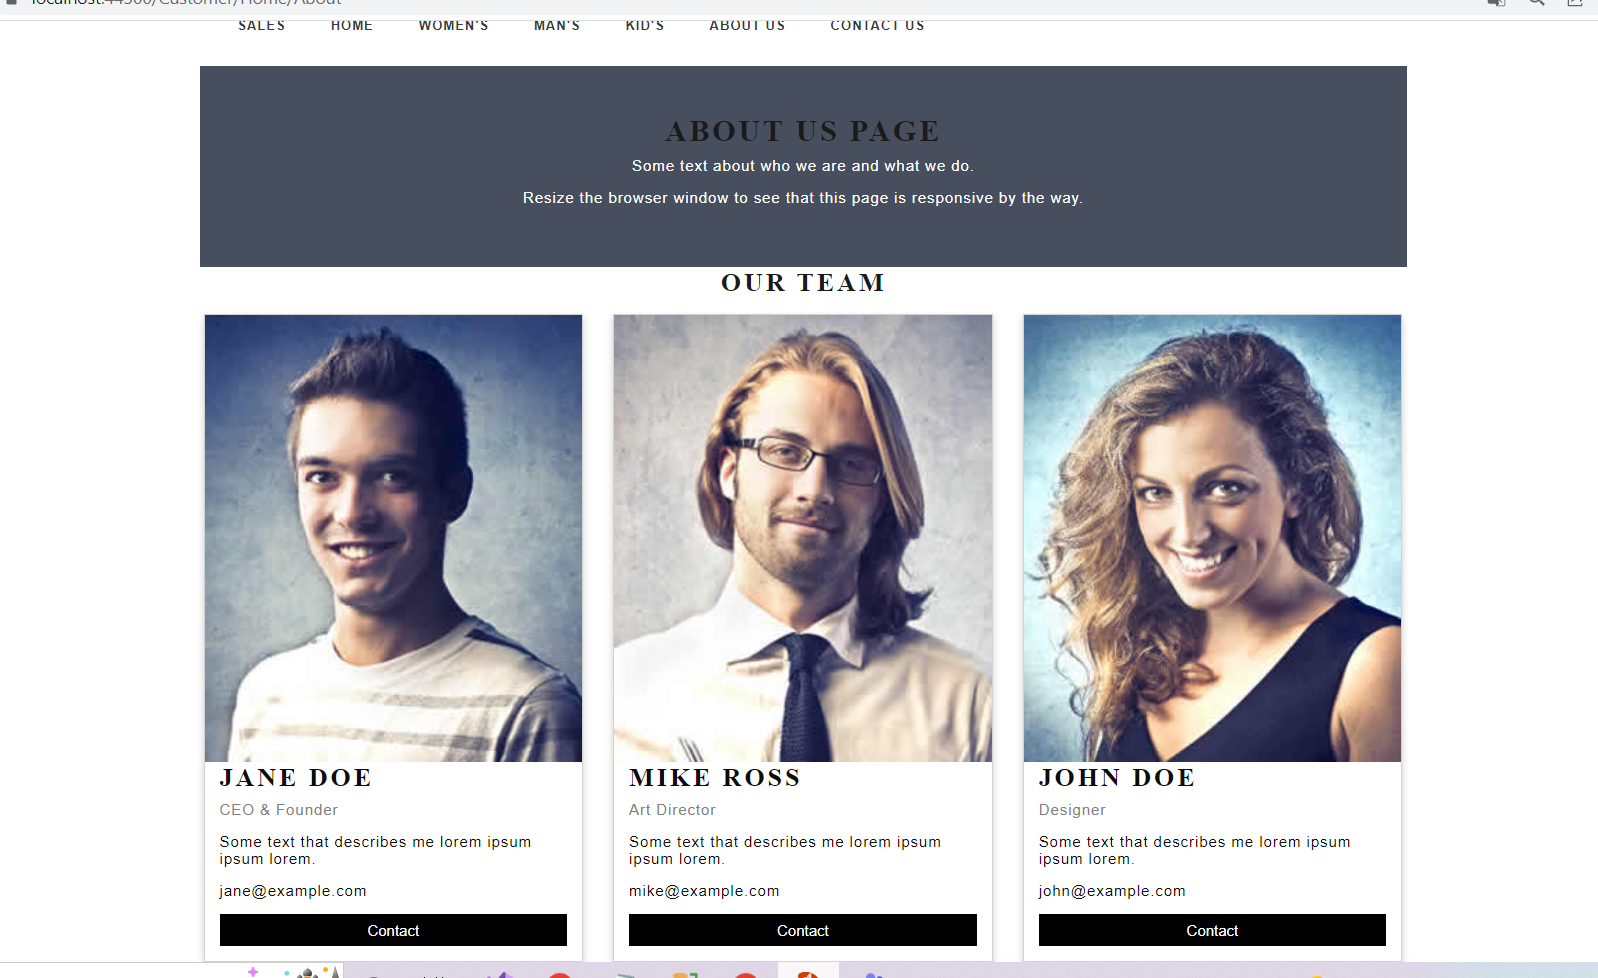 localhost:44300/Customer/Home/About
SALES HOME WOMEN'S MAN'S KID'S ABOUT US CONTACT US
ABOUT US PAGE
Some text about who we are and what we do.
Resize the browser window to see that this page is responsive by the way.
OUR TEAM
JANE DOE
CEO & Founder
Some text that describes me lorem ipsum
ipsum lorem.
jane@example.com
Contact
MIKE ROSS
Art Director
Some text that describes me lorem ipsum
ipsum lorem.
mike@example.com
Contact
JOHN DOE
Designer
Some text that describes me lorem ipsum
ipsum lorem.
john@example.com
Contact